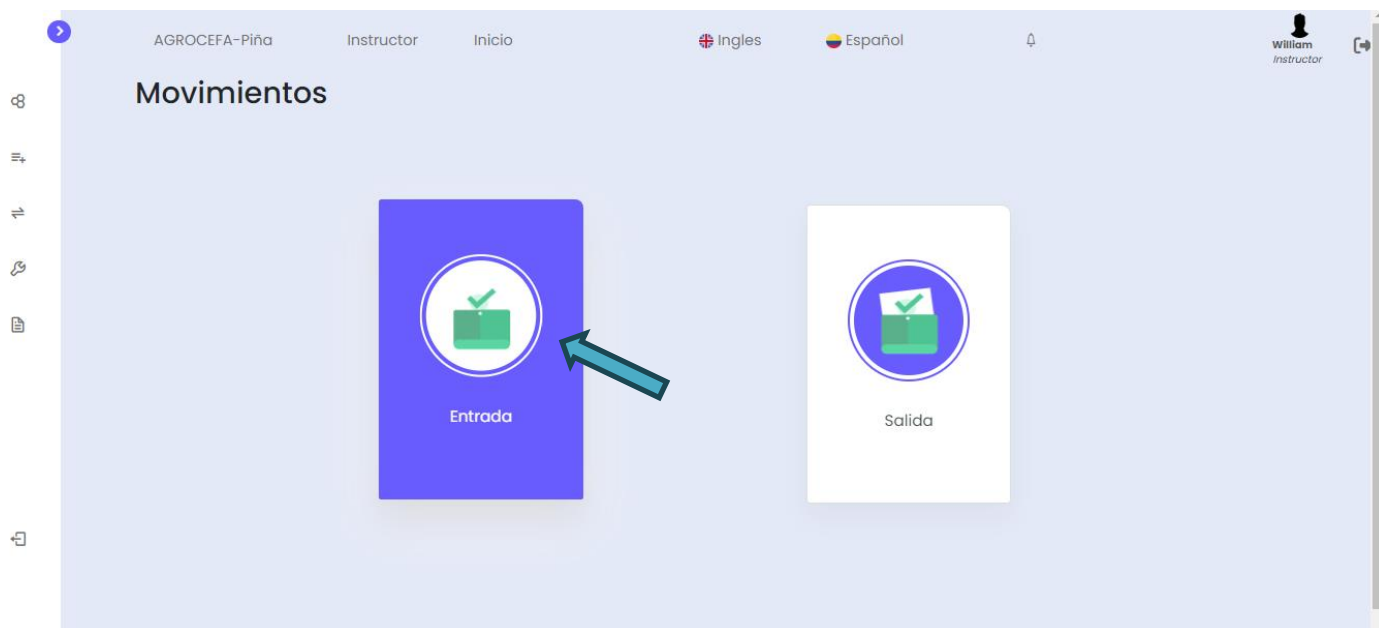 AGROCEFA-Piña Instructor Inicio Ingles Español
William
Instructor
Movimientos
Entrada
Salida